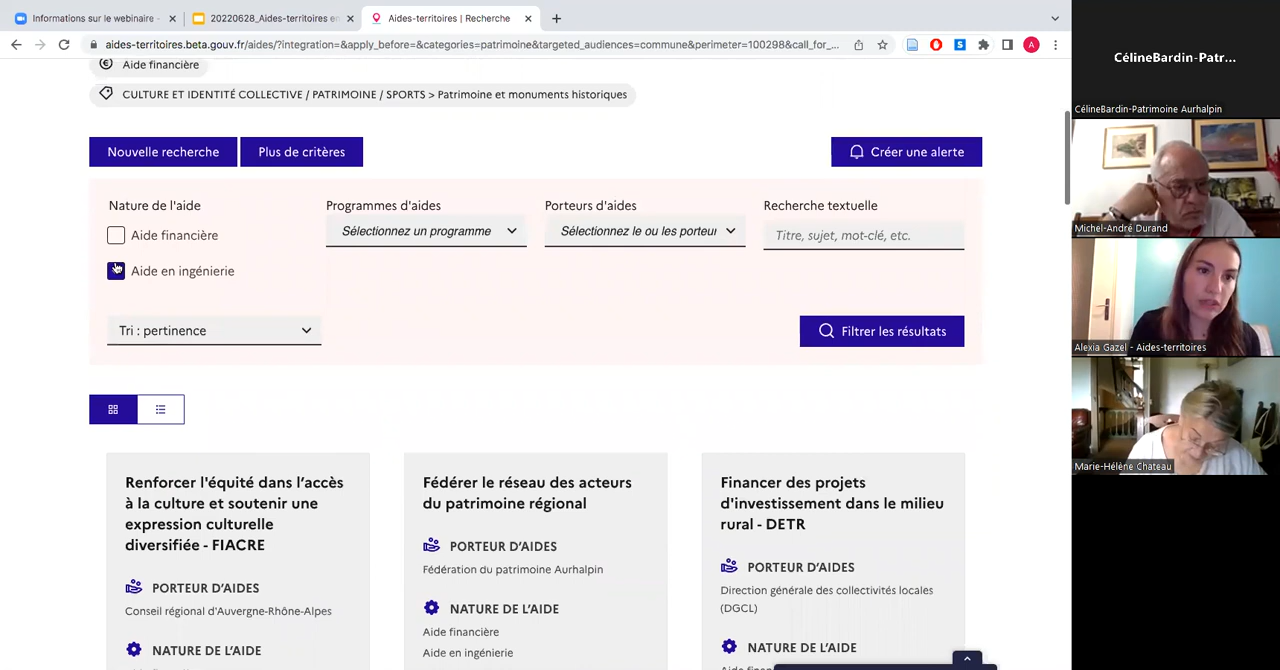 Informations sur le webinaire -
20220628_Aides-territoires en
Aides-territoires | Recherche
aides-territoires.beta.gouv.fr/aides/?integration=&apply_before=&categories=patrimoine&targeted_audiences=commune&perimeter=100298&call_for_...
A
Aide financière
CULTURE ET IDENTITÉ COLLECTIVE / PATRIMOINE / SPORTS > Patrimoine et monuments historiques
Nouvelle recherche
Plus de critères
Créer une alerte
Nature de l'aide
Aide financière
Aide en ingénierie
Programmes d'aides
Sélectionnez un programme
Porteurs d'aides
Sélectionnez le ou les porteur
Recherche textuelle
Titre, sujet, mot-clé, etc.
Tri : pertinence
Filtrer les résultats
Renforcer l'équité dans l'accès
à la culture et soutenir une
expression culturelle
diversifiée - FIACRE
PORTEUR D'AIDES
Conseil régional d'Auvergne-Rhône-Alpes
NATURE DE L'AIDE
Fédérer le réseau des acteurs
du patrimoine régional
PORTEUR D'AIDES
Fédération du patrimoine Aurhalpin
NATURE DE L'AIDE
Aide financière
Aide en ingénierie
Financer des projets
d'investissement dans le milieu
rural - DETR
PORTEUR D'AIDES
Direction générale des collectivités locales
(DGCL)
NATURE DE L'AIDE
CélineBardin-Patr...
CélineBardin-Patrimoine Aurhalpin
Michel-André Durand
Alexia Gazel - Aides-territoires
Marie-Hélène Chateau